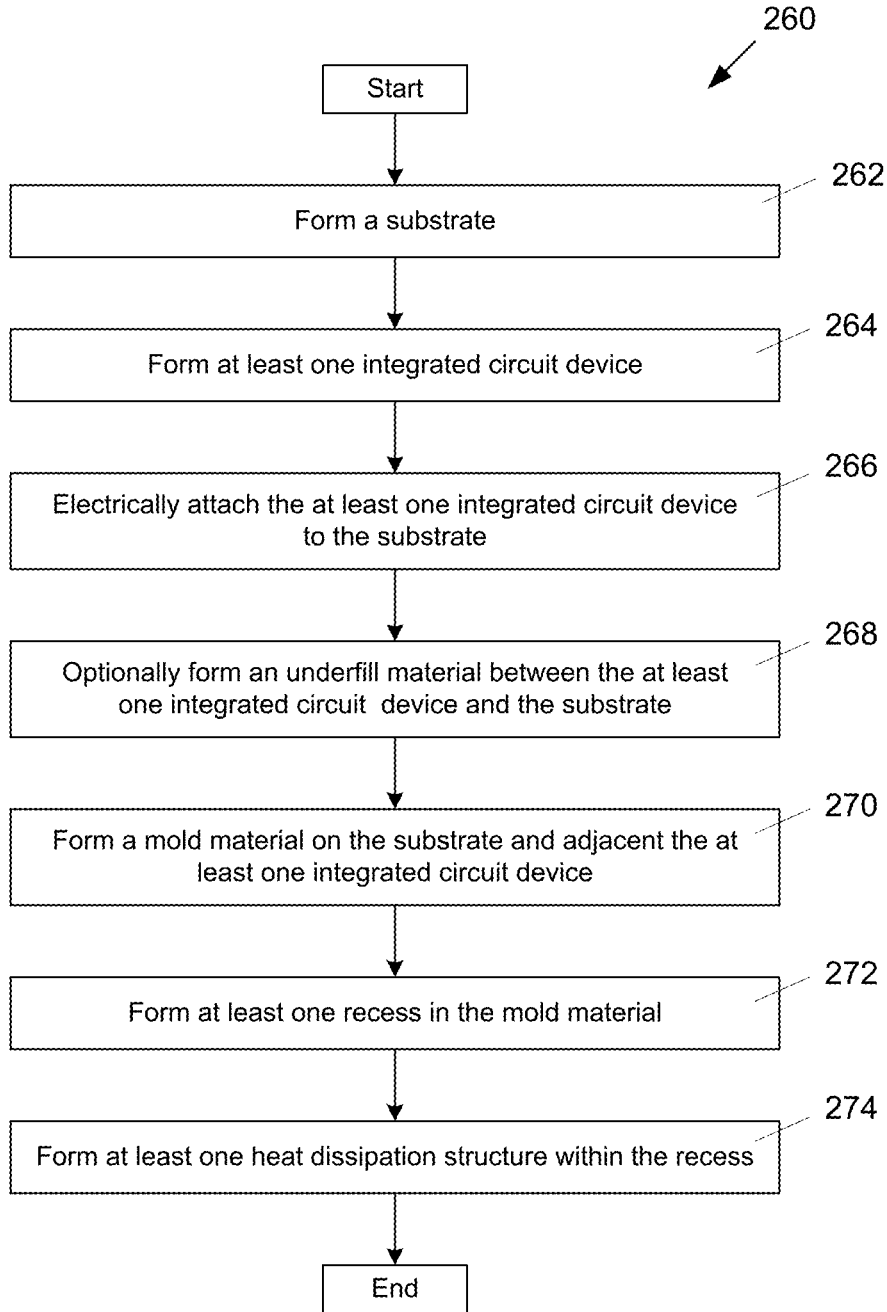 260
Start
262
Form a substrate
264
Form at least one integrated circuit device
266
Electrically attach the at least one integrated circuit device
to the substrate
268
Optionally form an underfill material between the at least
one integrated circuit device and the substrate
270
Form a mold material on the substrate and adjacent the at
least one integrated circuit device
272
Form at least one recess in the mold material
274
Form at least one heat dissipation structure within the recess
End